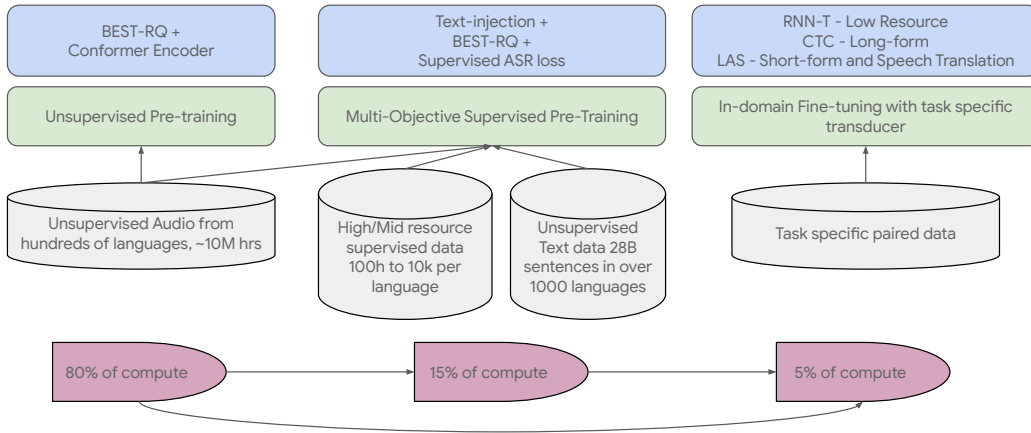 BEST-RQ +
Conformer Encoder
Text-injection +
BEST-RQ +
Supervised ASR loss
RNN-T - Low Resource
CTC - Long-form
LAS - Short-form and Speech Translation
Unsupervised Pre-training
Multi-Objective Supervised Pre-Training
In-domain Fine-tuning with task specific
transducer
Unsupervised Audio from
hundreds of languages, ~10M hrs
High/Mid resource
supervised data
100h to 10k per
language
Unsupervised
Text data 28B
sentences in over
1000 languages
Task specific paired data
80% of compute
15% of compute
5% of compute